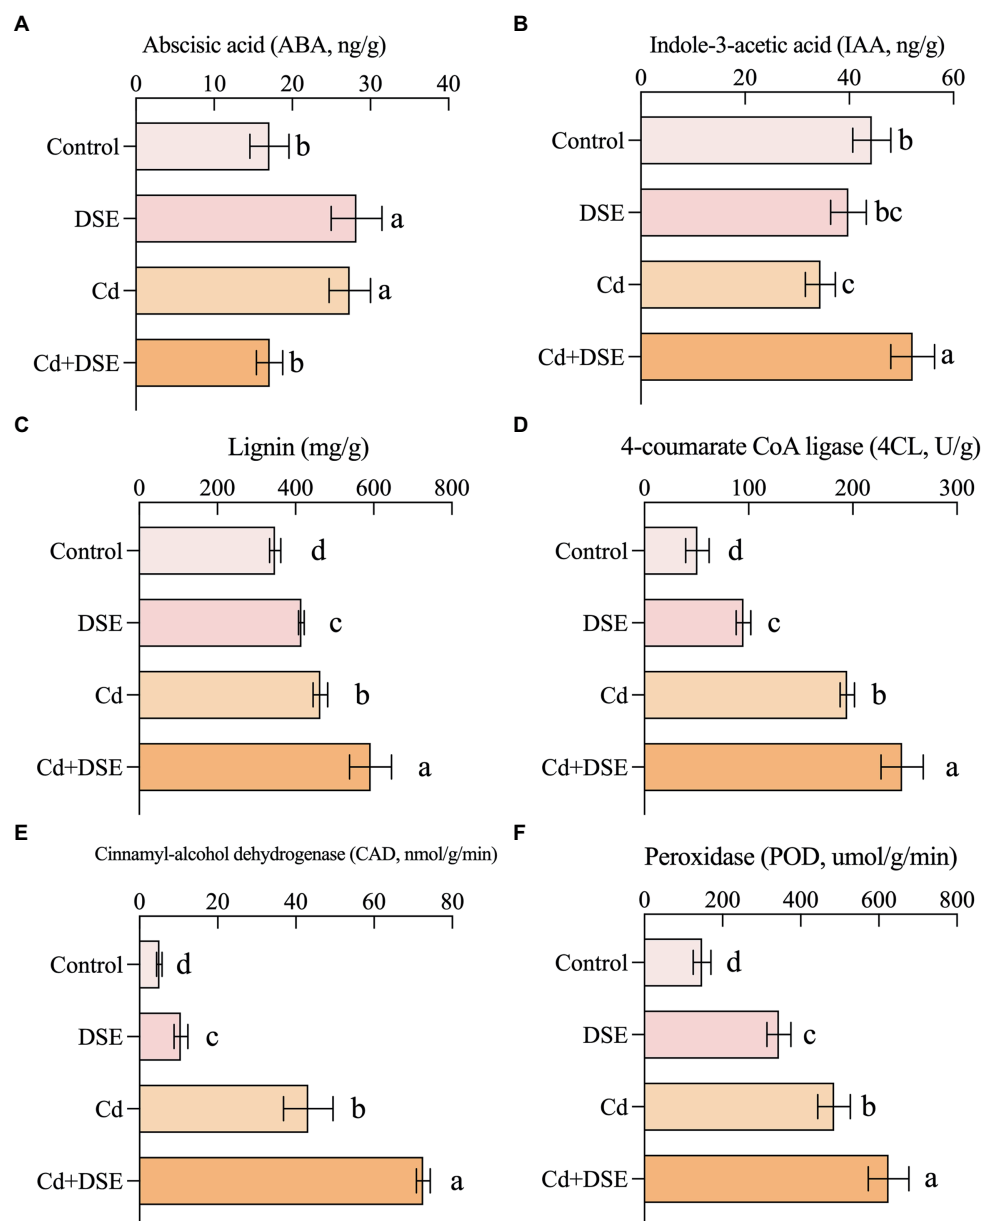 A
Abscisic acid (ABA, ng/g)
0 10 20 30 40
Control b
DSE a
Cd a
Cd+DSE b
B
Indole-3-acetic acid (IAA, ng/g)
0 20 40 60
Control b
DSE bc
Cd c
Cd+DSE a
C
Lignin (mg/g)
0 200 400 600 800
Control d
DSE c
Cd b
Cd+DSE a
D
4-coumarate CoA ligase (4CL, U/g)
0 100 200 300
Control d
DSE c
Cd b
Cd+DSE a
E
Cinnamyl-alcohol dehydrogenase (CAD, nmol/g/min)
0 20 40 60 80
Control d
DSE c
Cd b
Cd+DSE a
F
Peroxidase (POD, umol/g/min)
0 200 400 600 800
Control d
DSE c
Cd b
Cd+DSE a